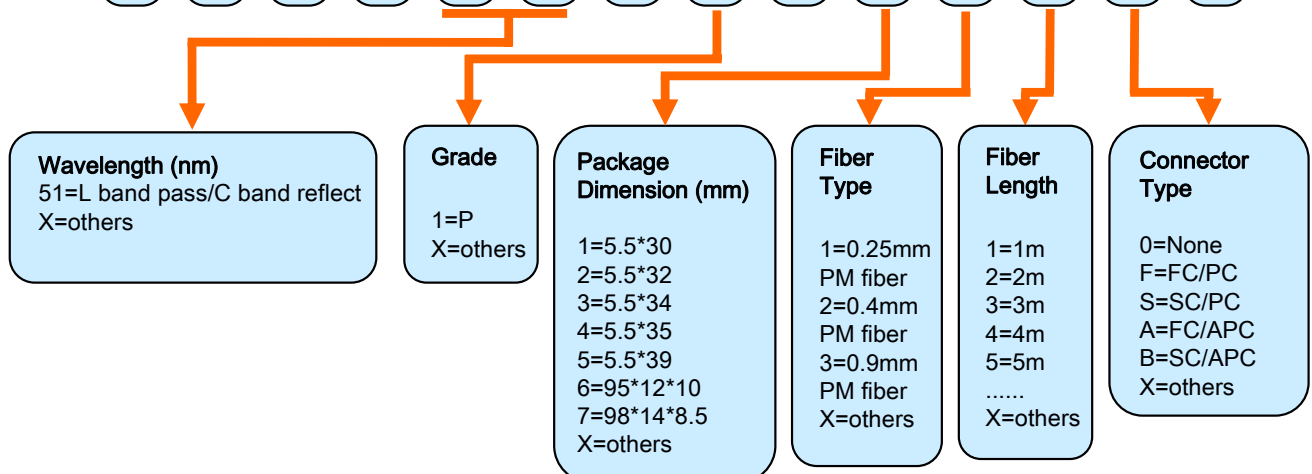 Wavelength (nm)
51=L band pass/C band reflect
X=others
Grade
1=P
X=others
Package
Dimension (mm)
1=5.5*30
2=5.5*32
3=5.5*34
4=5.5*35
5=5.5*39
6=95*12*10
7=98*14*8.5
X=others
Fiber
Type
1=0.25mm
PM fiber
2=0.4mm
PM fiber
3=0.9mm
PM fiber
X=others
Fiber
Length
1=1m
2=2m
3=3m
4=4m
5=5m
......
X=others
Connector
Type
0=None
F=FC/PC
S=SC/PC
A=FC/APC
B=SC/APC
X=others